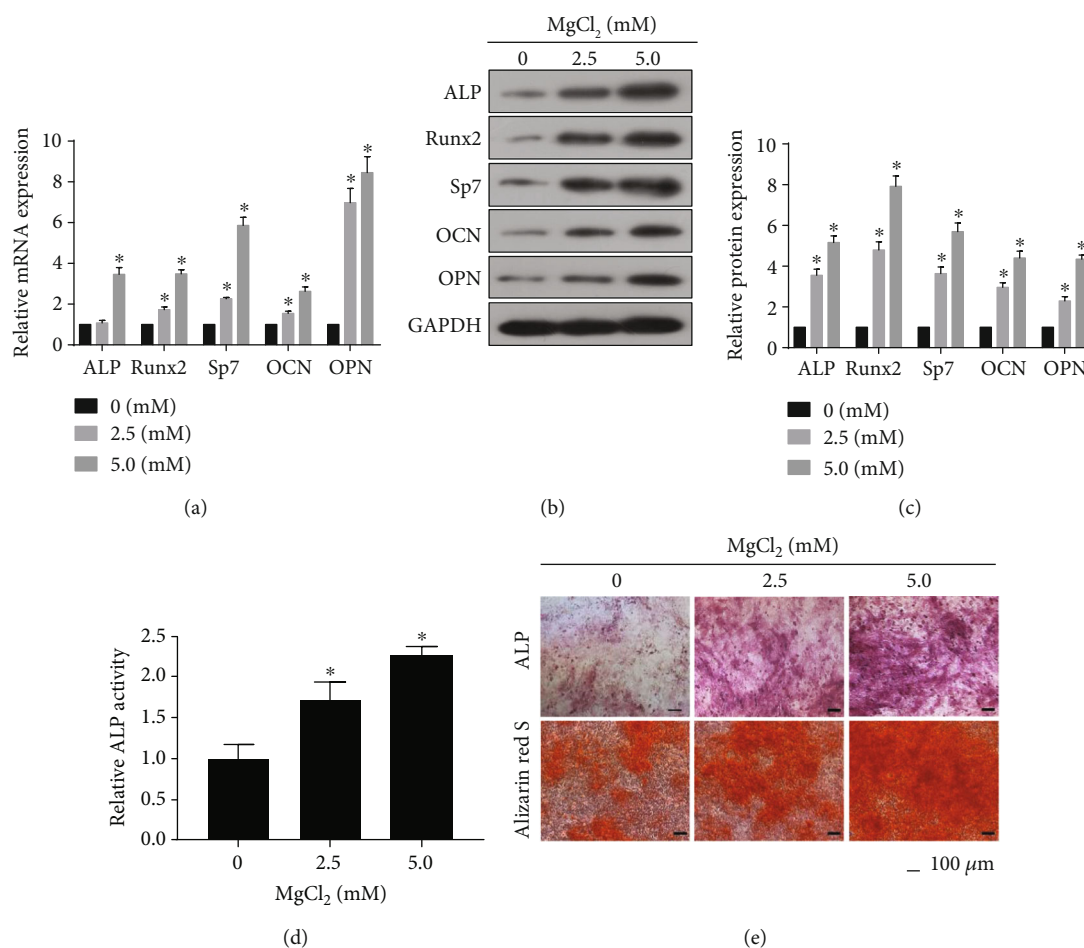 Relative mRNA expression
10
8
6
4
2
0
* * * * * * * * *
ALP Runx2 Sp7 OCN OPN
0 (mM)
2.5 (mM)
5.0 (mM)
(a)
MgCl₂ (mM)
0 2.5 5.0
ALP
Runx2
Sp7
OCN
OPN
GAPDH
(b)
Relative protein expression
10
8
6
4
2
0
* * * * * * * * * *
ALP Runx2 Sp7 OCN OPN
0 (mM)
2.5 (mM)
5.0 (mM)
(c)
Relative ALP activity
2.5
2.0
1.5
1.0
0.5
0.0
* *
0 2.5 5.0
MgCl₂ (mM)
(d)
MgCl₂ (mM)
0 2.5 5.0
ALP
Alizarin red S
100 μm
(e)